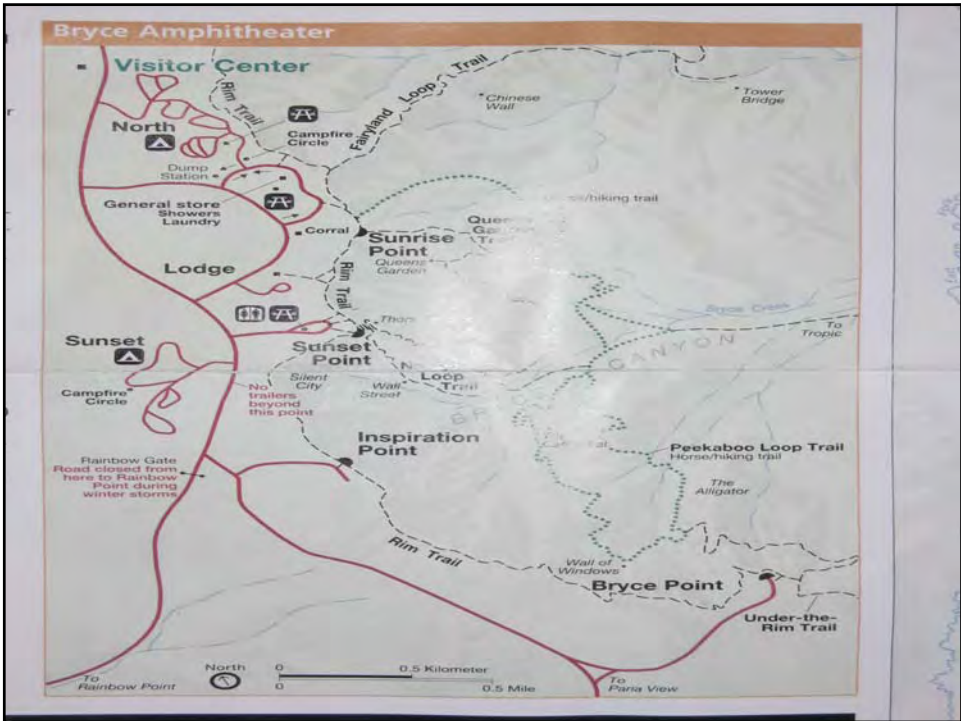 Bryce Amphitheater
Visitor Center
Rim Trail
Fairyland Loop Trail
Chinese
Wall
Tower
Bridge
North
Campfire
Circle
Dump
Station
General store
Showers
Laundry
hiking trail
Corral
Sunrise
Point
Queens
Garden
Lodge
Rim Trail
To
Tropic
Sunset
Sunset
Point
Silent
City
Wall
Street
Loop
Trail
CANYON
No
trailers
beyond
this point
Campfire
Circle
Inspiration
Point
Peekaboo Loop Trail
Horse/hiking trail
The
Alligator
Rainbow Gate
Road closed from
here to Rainbow
Point during
winter storms
Rim Trail
Wall of
Windows
Bryce Point
Under-the-
Rim Trail
North
0 0.5 Kilometer
0 0.5 Mile
To
Rainbow Point
To
Paria View